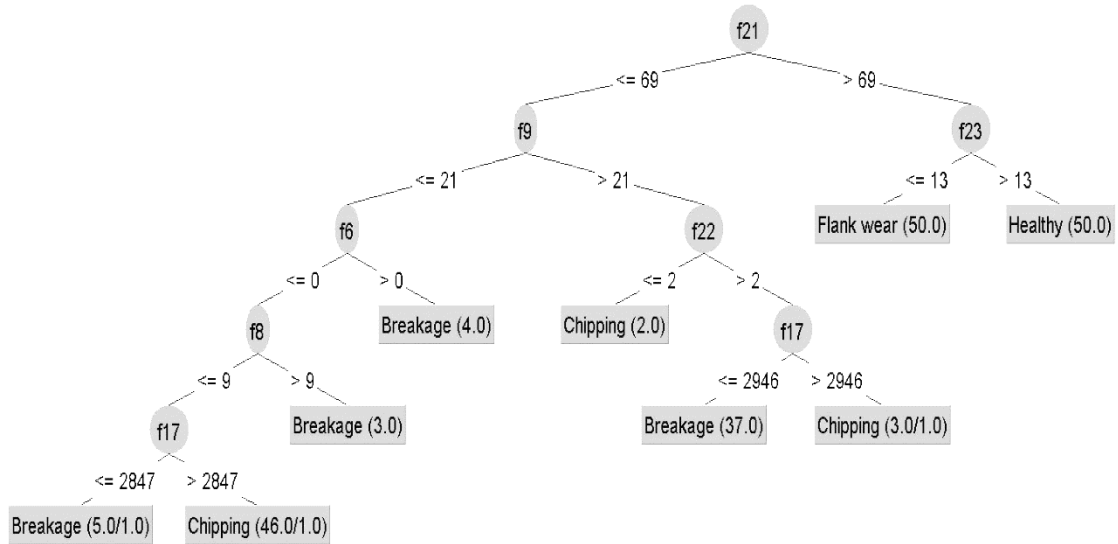 f21
<= 69 > 69
f9 f23
<= 21 > 21 <= 13 > 13
f6 f22 Flank wear (50.0) Healthy (50.0)
<= 0 > 0 <= 2 > 2
f8 Breakage (4.0) Chipping (2.0) f17
<= 9 > 9 <= 2946 > 2946
f17 Breakage (3.0) Breakage (37.0) Chipping (3.0/1.0)
<= 2847 > 2847
Breakage (5.0/1.0) Chipping (46.0/1.0)